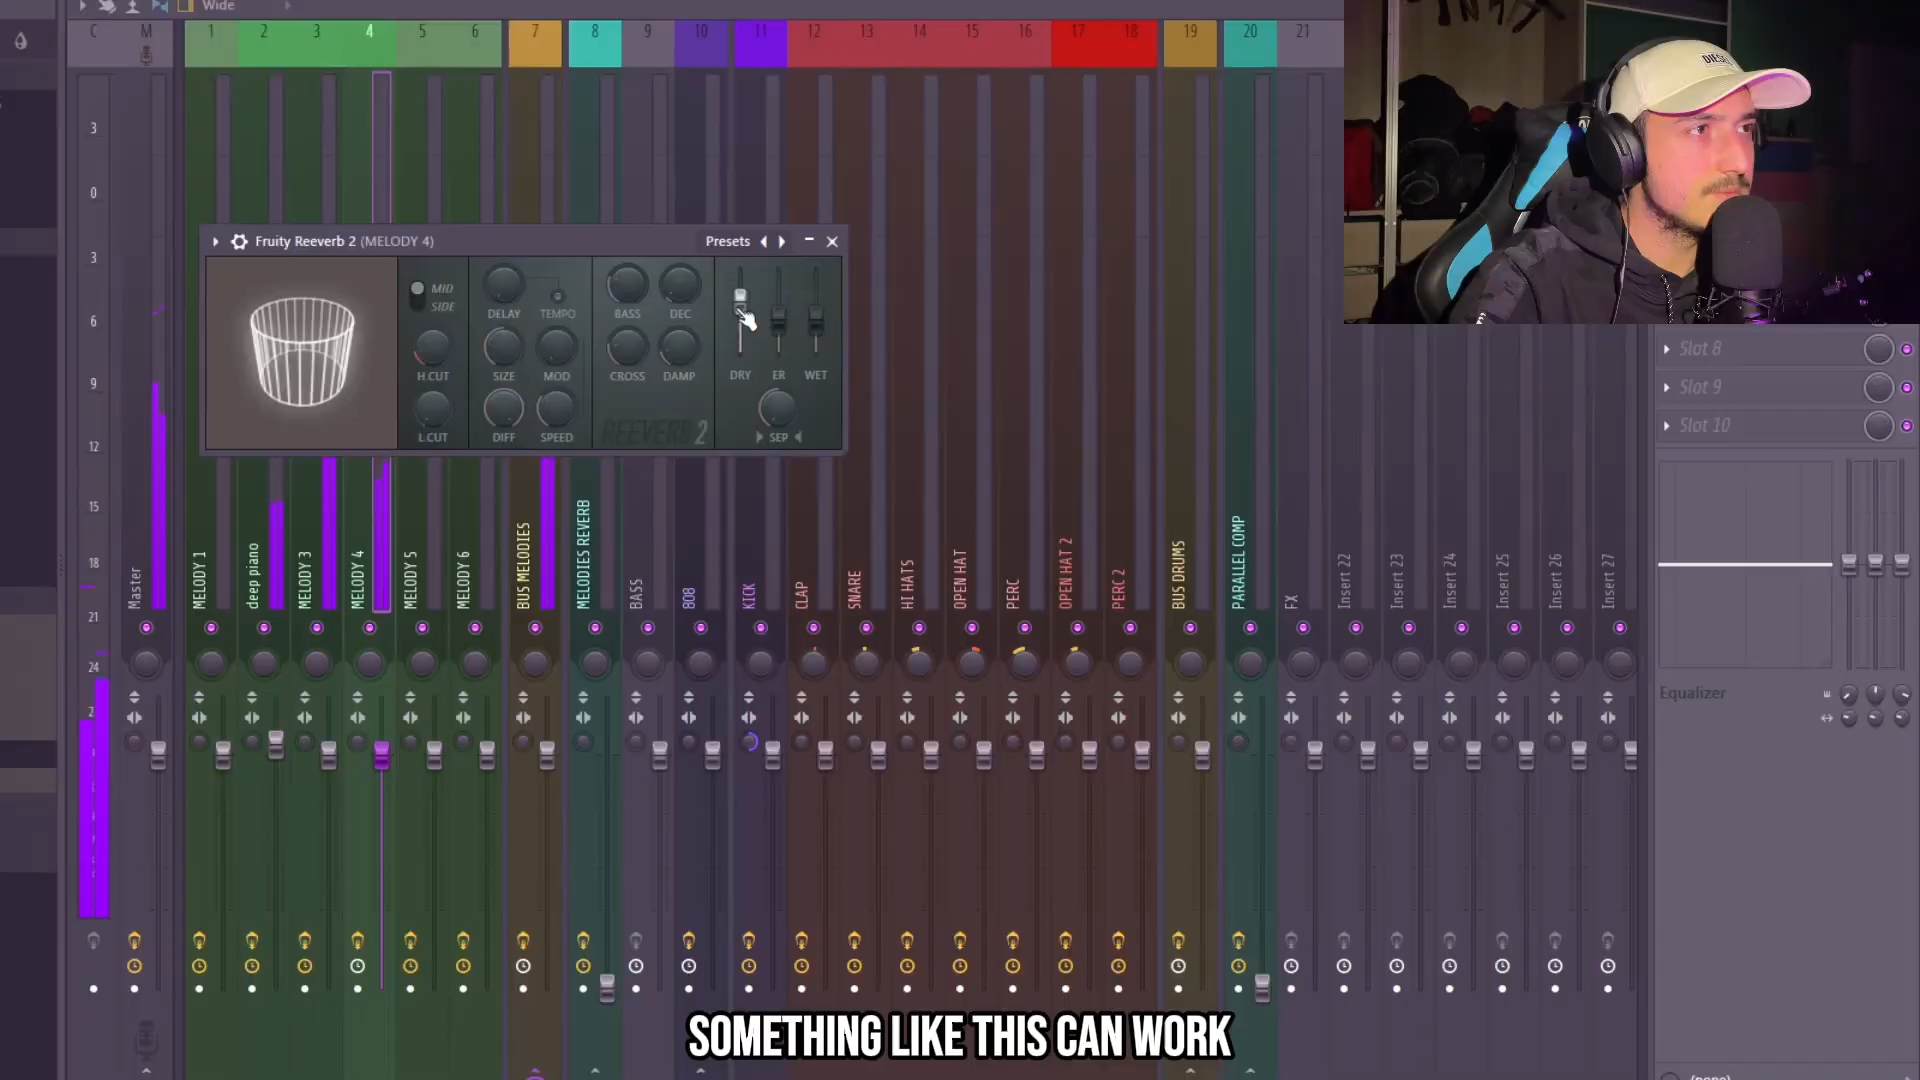 Wide
C M 1 2 3 4 5 6 7 8 9 10 11 12 13 14 15 16 17 18 19 20 21
DIESEL
3
0
3
6
9
12
15
18
21
24
Fruity Reeverb 2 (MELODY 4)
Presets
MID
SIDE
H.CUT
L.CUT
DELAY
TEMPO
SIZE
MOD
DIFF
SPEED
BASS
DEC
CROSS
DAMP
REEVERB 2
DRY
ER
WET
SEP
Slot 8
Slot 9
Slot 10
Master
MELODY 1
deep piano
MELODY 3
MELODY 4
MELODY 5
MELODY 6
BUS MELODIES
MELODIES REVERB
BASS
808
KICK
CLAP
SNARE
HI HATS
OPEN HAT
PERC
OPEN HAT 2
PERC 2
BUS DRUMS
PARALLEL COMP
FX
Insert 22
Insert 23
Insert 24
Insert 25
Insert 26
Insert 27
Equalizer
SOMETHING LIKE THIS CAN WORK